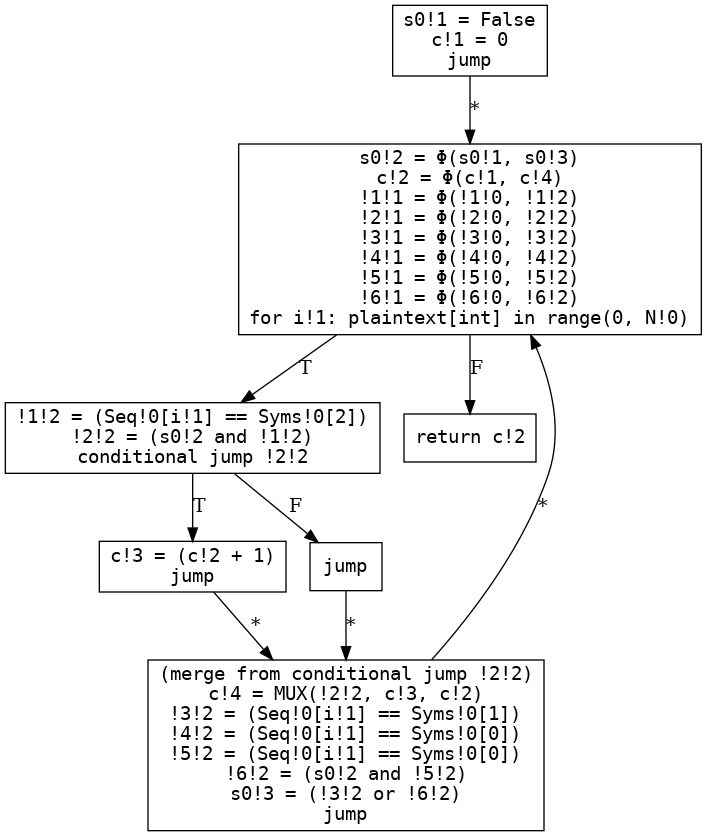 s0!1 = False
c!1 = 0
jump
*
s0!2 = Φ(s0!1, s0!3)
c!2 = Φ(c!1, c!4)
!1!1 = Φ(!1!0, !1!2)
!2!1 = Φ(!2!0, !2!2)
!3!1 = Φ(!3!0, !3!2)
!4!1 = Φ(!4!0, !4!2)
!5!1 = Φ(!5!0, !5!2)
!6!1 = Φ(!6!0, !6!2)
for i!1: plaintext[int] in range(0, N!0)
T
F
!1!2 = (Seq!0[i!1] == Syms!0[2])
!2!2 = (s0!2 and !1!2)
conditional jump !2!2
return c!2
T
F
*
c!3 = (c!2 + 1)
jump
jump
*
*
(merge from conditional jump !2!2)
c!4 = MUX(!2!2, c!3, c!2)
!3!2 = (Seq!0[i!1] == Syms!0[1])
!4!2 = (Seq!0[i!1] == Syms!0[0])
!5!2 = (Seq!0[i!1] == Syms!0[0])
!6!2 = (s0!2 and !5!2)
s0!3 = (!3!2 or !6!2)
jump